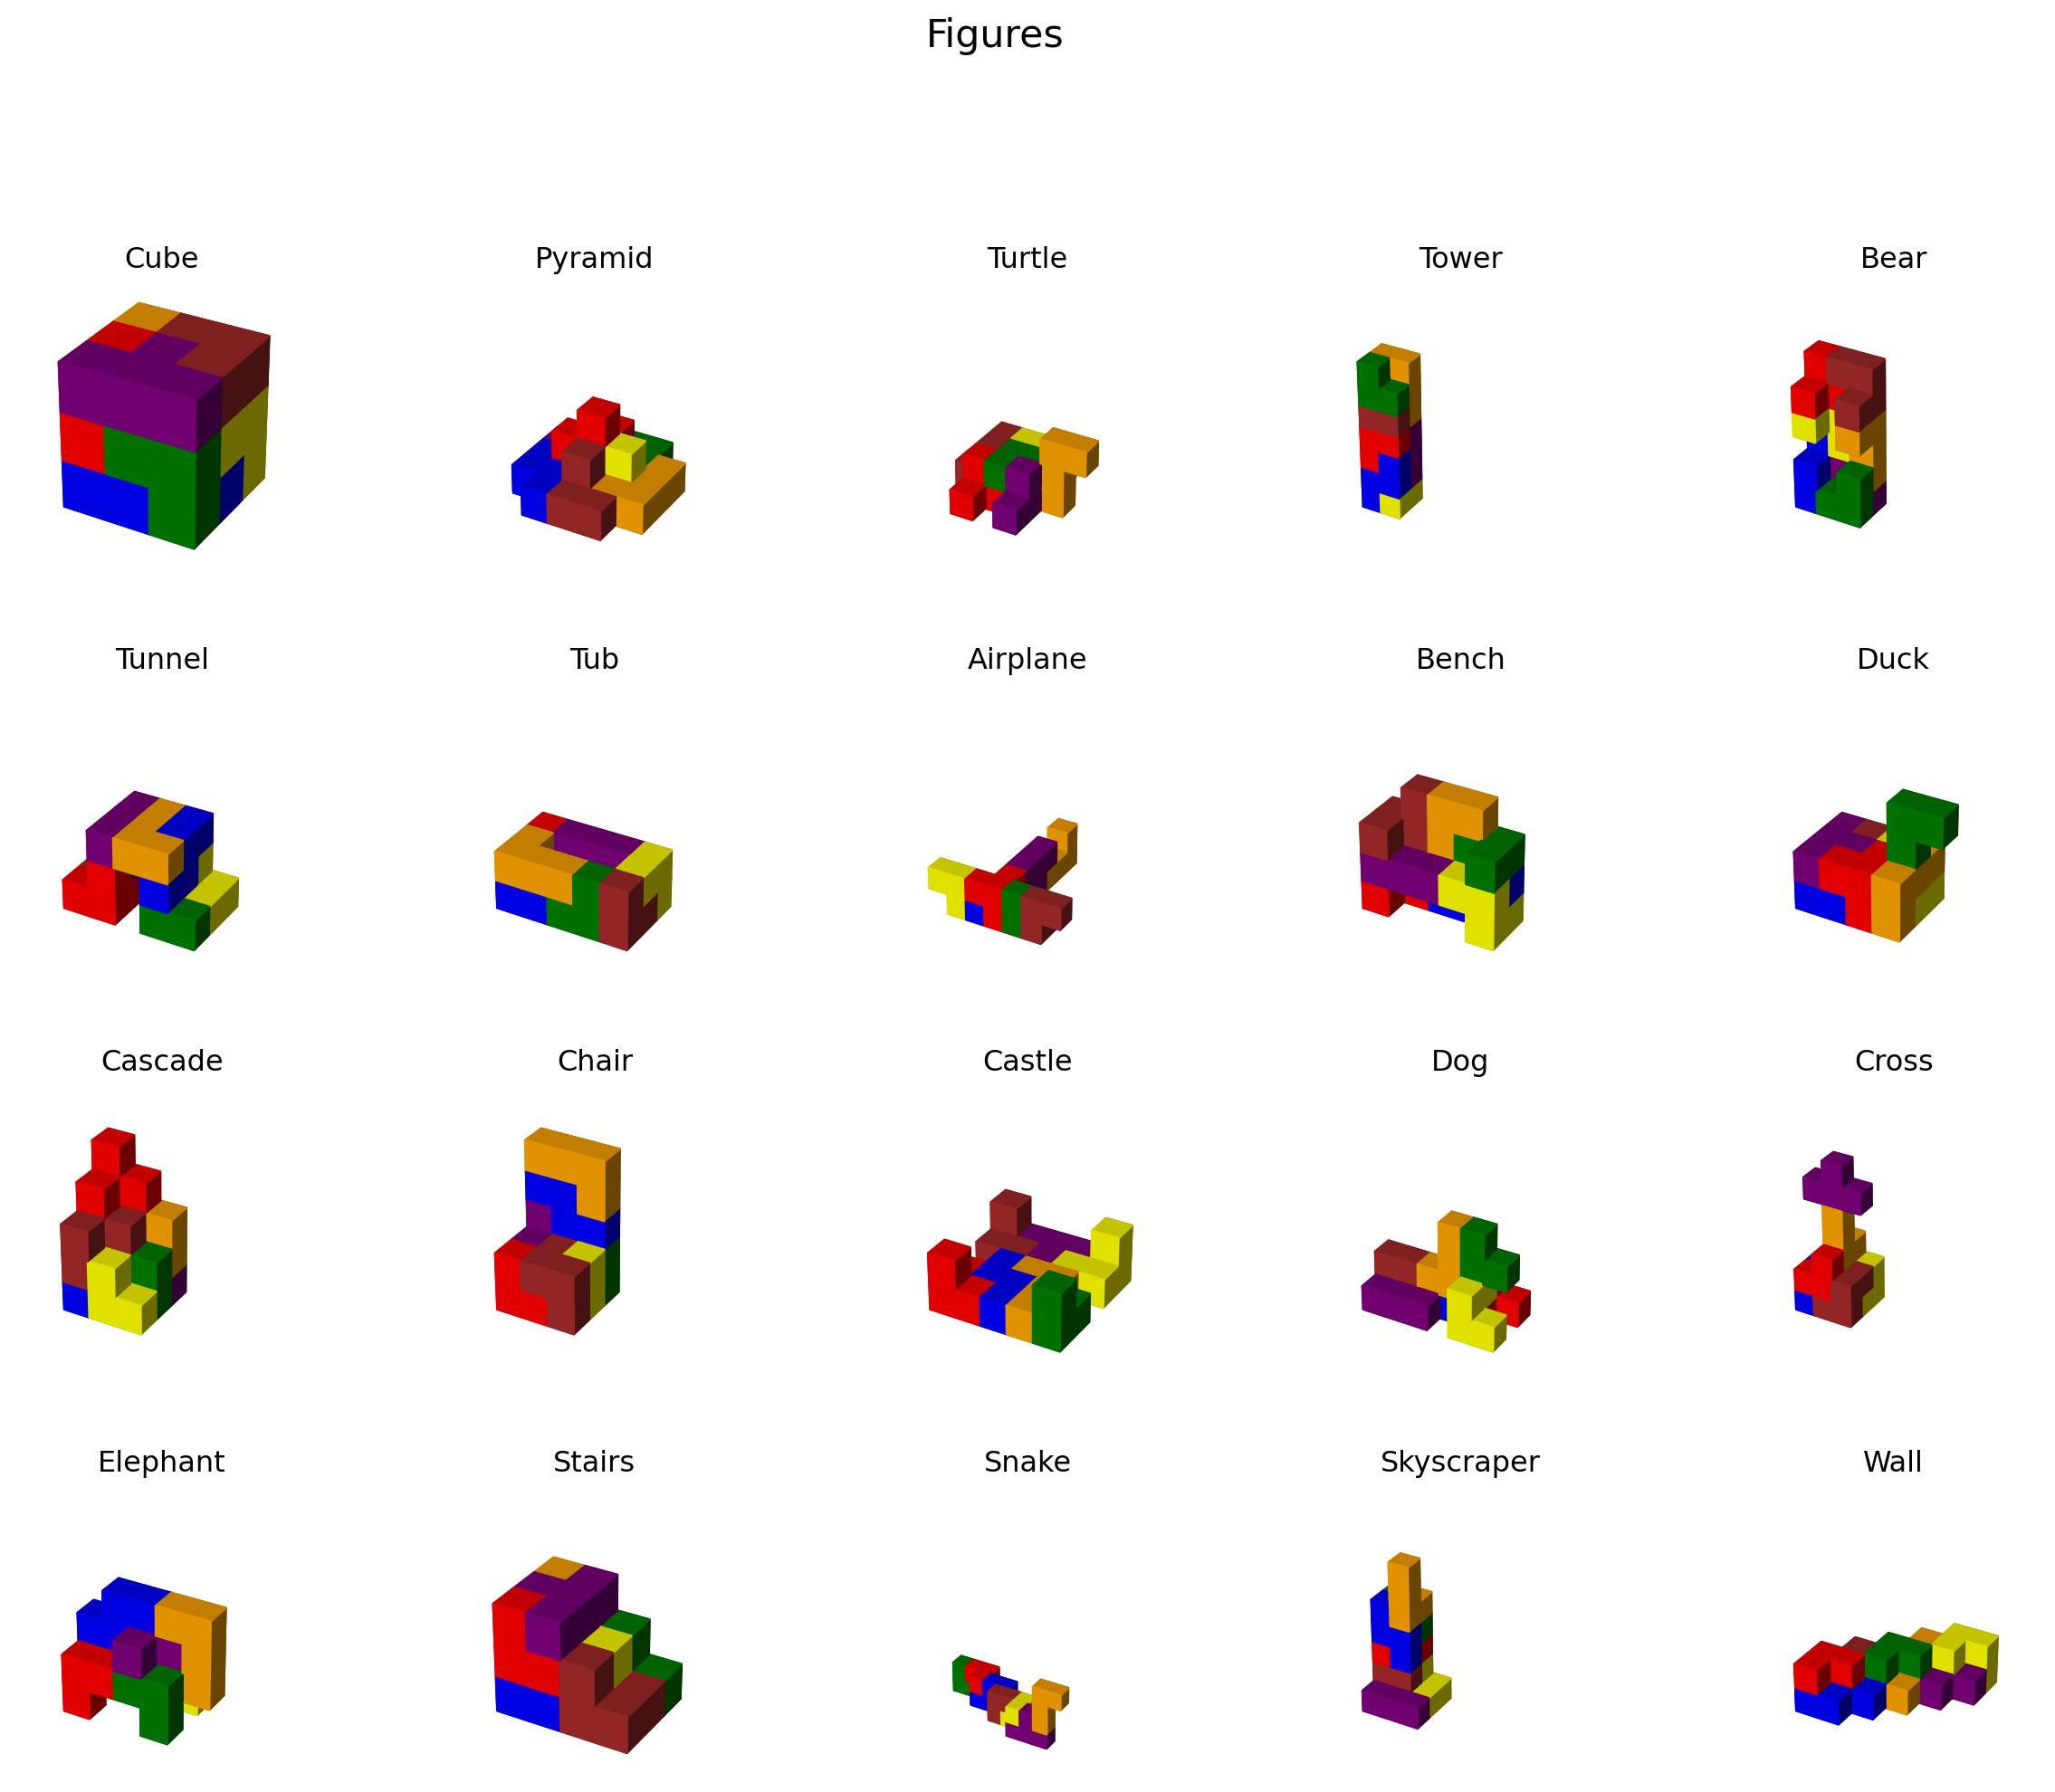 Figures
Cube
Pyramid
Turtle
Tower
Bear
Tunnel
Tub
Airplane
Bench
Duck
Cascade
Chair
Castle
Dog
Cross
Elephant
Stairs
Snake
Skyscraper
Wall